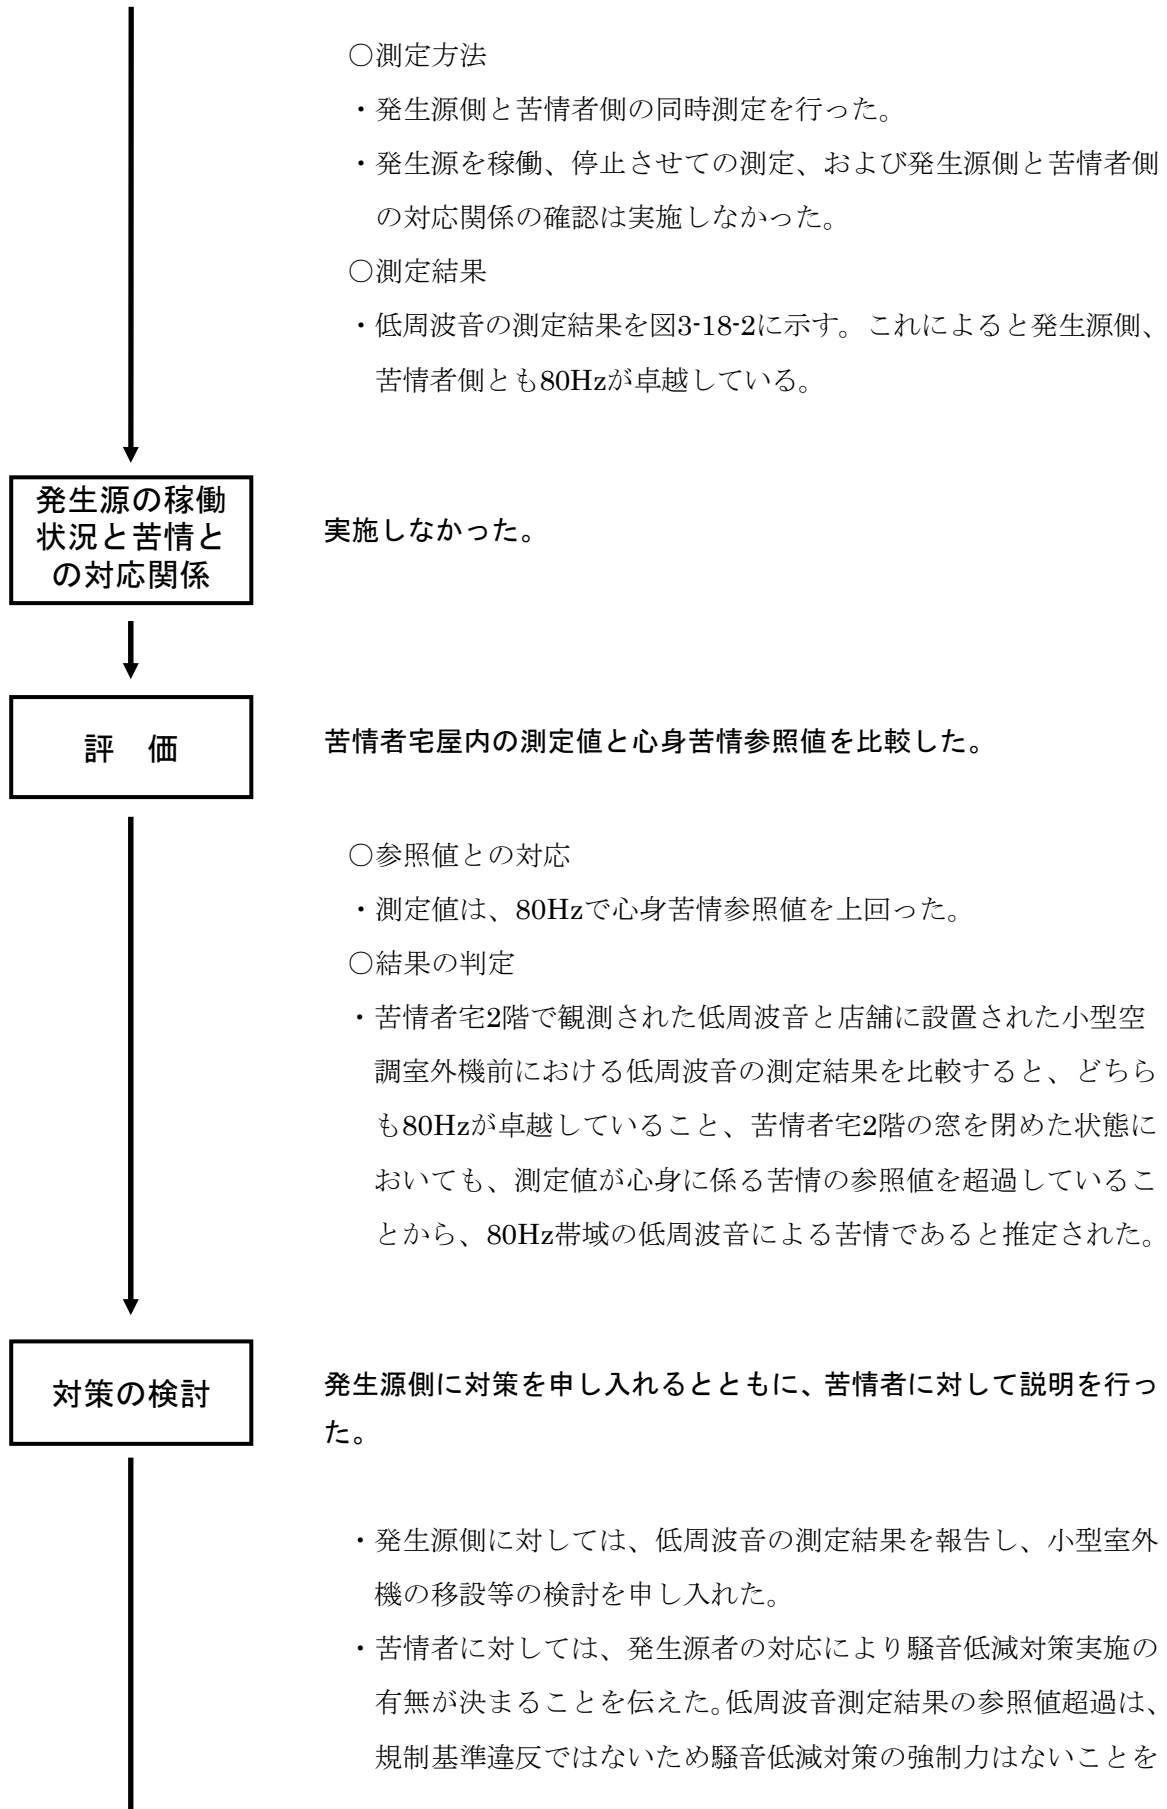 ○測定方法
・発生源側と苦情者側の同時測定を行った。
・発生源を稼働、停止させての測定、および発生源側と苦情者側
の対応関係の確認は実施しなかった。
○測定結果
・低周波音の測定結果を図3-18-2に示す。これによると発生源側、
苦情者側とも80Hzが卓越している。
発生源の稼働
状況と苦情と
の対応関係
実施しなかった。
評 価
苦情者宅屋内の測定値と心身苦情参照値を比較した。
○参照値との対応
・測定値は、80Hzで心身苦情参照値を上回った。
○結果の判定
・苦情者宅2階で観測された低周波音と店舗に設置された小型空
調室外機前における低周波音の測定結果を比較すると、どちら
も80Hzが卓越していること、苦情者宅2階の窓を閉めた状態に
おいても、測定値が心身に係る苦情の参照値を超過しているこ
とから、80Hz帯域の低周波音による苦情であると推定された。
対策の検討
発生源側に対策を申し入れるとともに、苦情者に対して説明を行っ
た。
・発生源側に対しては、低周波音の測定結果を報告し、小型室外
機の移設等の検討を申し入れた。
・苦情者に対しては、発生源者の対応により騒音低減対策実施の
有無が決まることを伝えた。低周波音測定結果の参照値超過は、
規制基準違反ではないため騒音低減対策の強制力はないことを